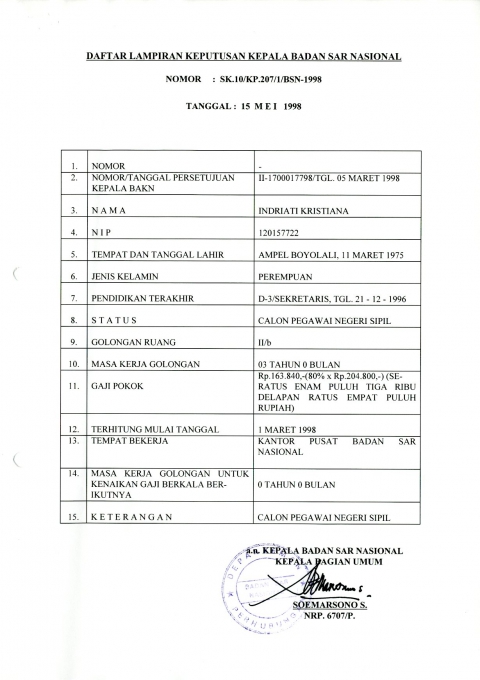 DAFTAR LAMPIRAN KEPUTUSAN KEPALA BADAN SAR NASIONAL
NOMOR : SK.10/KP.207/1/BSN-1998
TANGGAL : 15 M E I 1998
1. NOMOR -
2. NOMOR/TANGGAL PERSETUJUAN II-1700017798/TGL. 05 MARET 1998
KEPALA BAKN
3. N A M A INDRIATI KRISTIANA
4. N I P 120157722
5. TEMPAT DAN TANGGAL LAHIR AMPEL BOYOLALI, 11 MARET 1975
6. JENIS KELAMIN PEREMPUAN
7. PENDIDIKAN TERAKHIR D-3/SEKRETARIS, TGL. 21 - 12 - 1996
8. S T A T U S CALON PEGAWAI NEGERI SIPIL
9. GOLONGAN RUANG II/b
10. MASA KERJA GOLONGAN 03 TAHUN 0 BULAN
11. GAJI POKOK Rp.163.840,-(80% x Rp.204.800,-) (SE-
RATUS ENAM PULUH TIGA RIBU
DELAPAN RATUS EMPAT PULUH
RUPIAH)
12. TERHITUNG MULAI TANGGAL 1 MARET 1998
13. TEMPAT BEKERJA KANTOR PUSAT BADAN SAR
NASIONAL
14. MASA KERJA GOLONGAN UNTUK
KENAIKAN GAJI BERKALA BER- 0 TAHUN 0 BULAN
IKUTNYA
15. K E T E R A N G A N CALON PEGAWAI NEGERI SIPIL
a.n. KEPALA BADAN SAR NASIONAL
KEPALA BAGIAN UMUM
SOEMARSONO S.
NRP. 6707/P.